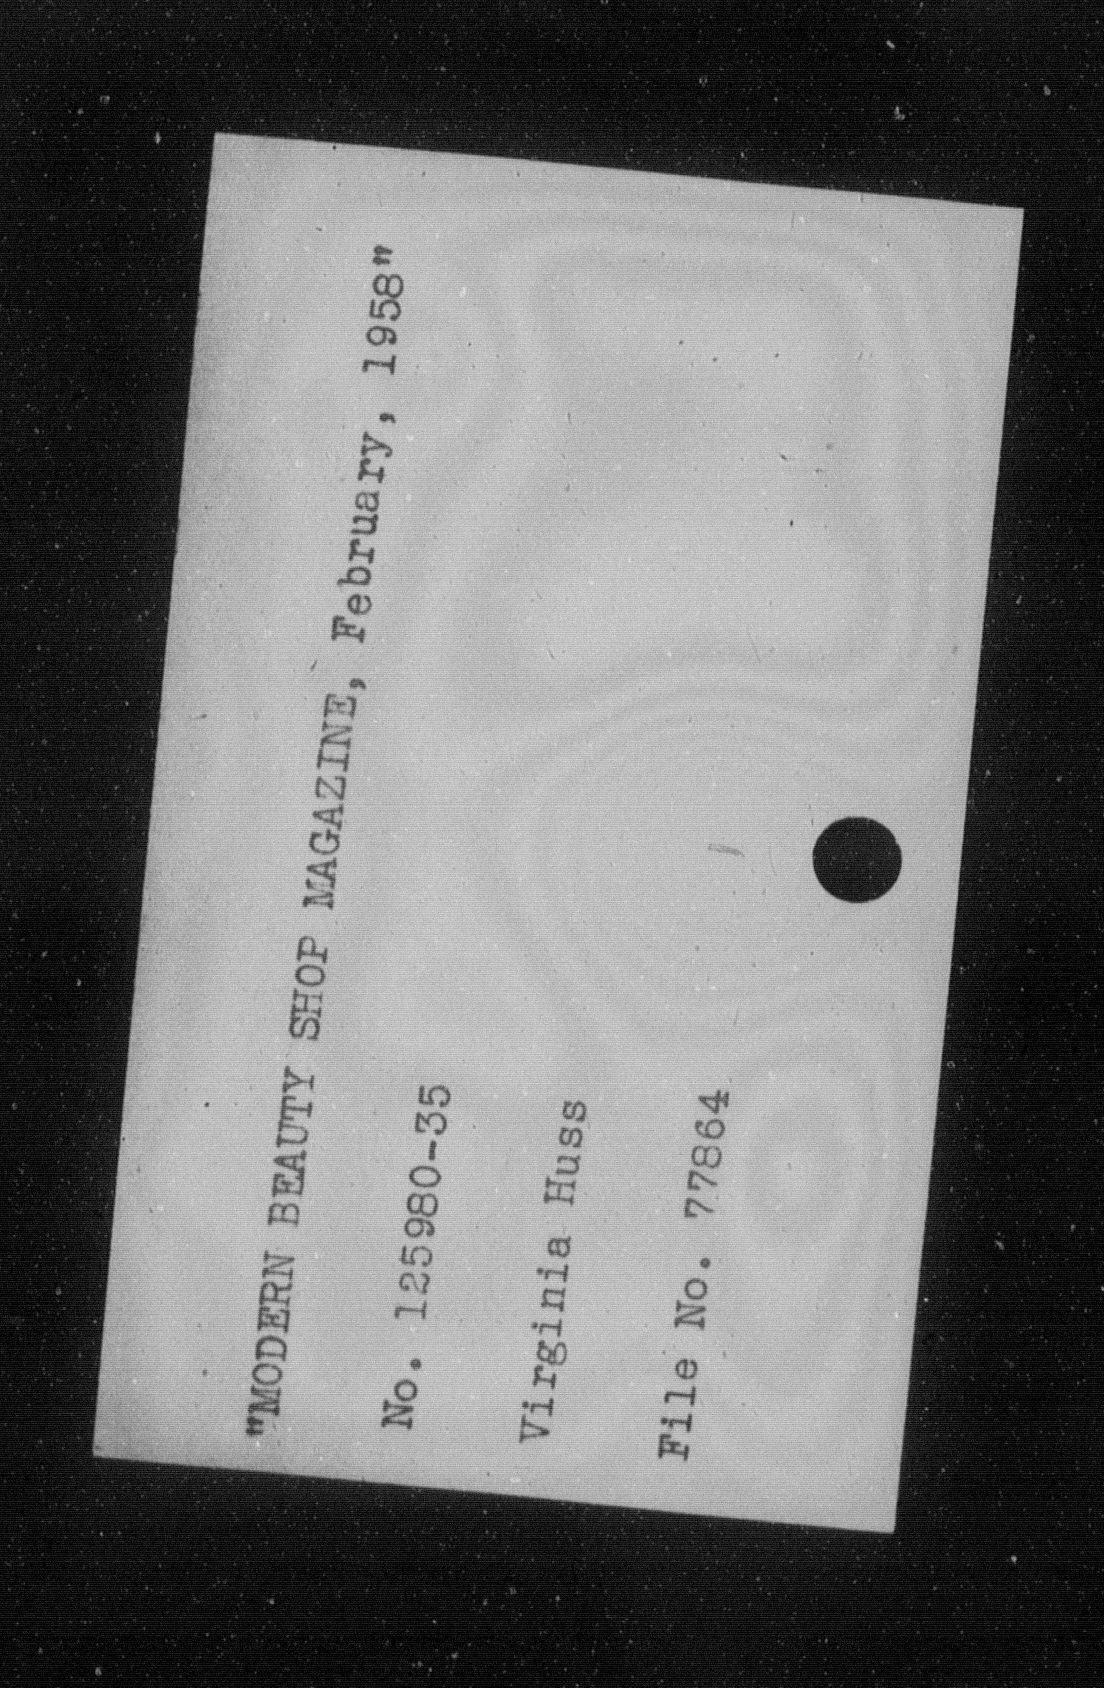 "MODERN BEAUTY SHOP MAGAZINE, February, 1958"
No. 125980-35
Virginia Huss
File No. 77864